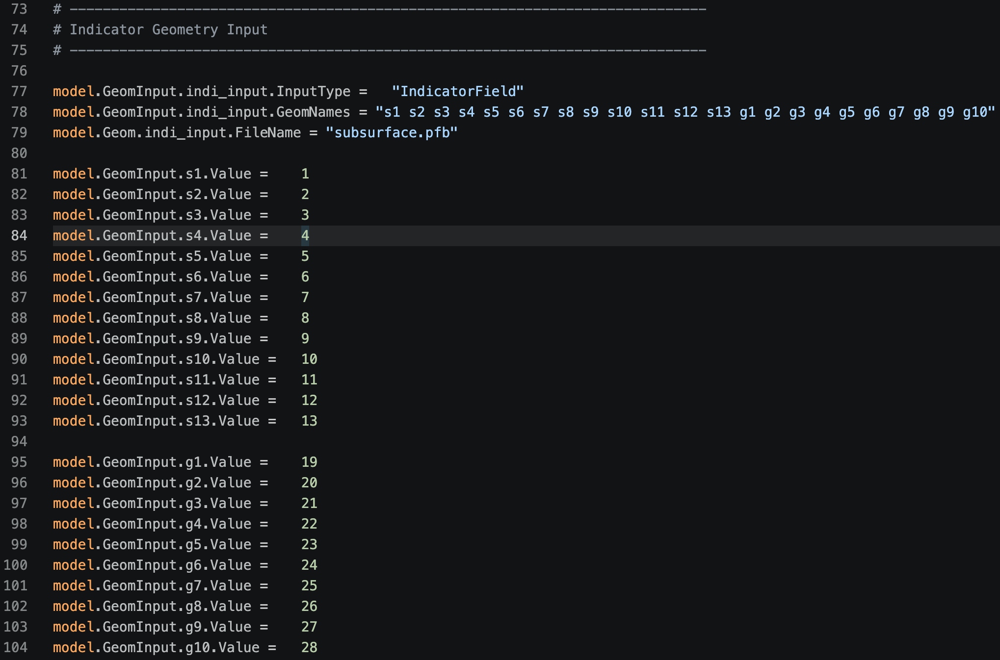 73 # -----------------------------------------------------------------------------
74 # Indicator Geometry Input
75 # -----------------------------------------------------------------------------
76
77 model.GeomInput.indi_input.InputType =   "IndicatorField"
78 model.GeomInput.indi_input.GeomNames = "s1 s2 s3 s4 s5 s6 s7 s8 s9 s10 s11 s12 s13 g1 g2 g3 g4 g5 g6 g7 g8 g9 g10"
79 model.Geom.indi_input.FileName = "subsurface.pfb"
80
81 model.GeomInput.s1.Value =    1
82 model.GeomInput.s2.Value =    2
83 model.GeomInput.s3.Value =    3
84 model.GeomInput.s4.Value =    4
85 model.GeomInput.s5.Value =    5
86 model.GeomInput.s6.Value =    6
87 model.GeomInput.s7.Value =    7
88 model.GeomInput.s8.Value =    8
89 model.GeomInput.s9.Value =    9
90 model.GeomInput.s10.Value =   10
91 model.GeomInput.s11.Value =   11
92 model.GeomInput.s12.Value =   12
93 model.GeomInput.s13.Value =   13
94
95 model.GeomInput.g1.Value =    19
96 model.GeomInput.g2.Value =    20
97 model.GeomInput.g3.Value =    21
98 model.GeomInput.g4.Value =    22
99 model.GeomInput.g5.Value =    23
100 model.GeomInput.g6.Value =    24
101 model.GeomInput.g7.Value =    25
102 model.GeomInput.g8.Value =    26
103 model.GeomInput.g9.Value =    27
104 model.GeomInput.g10.Value =   28